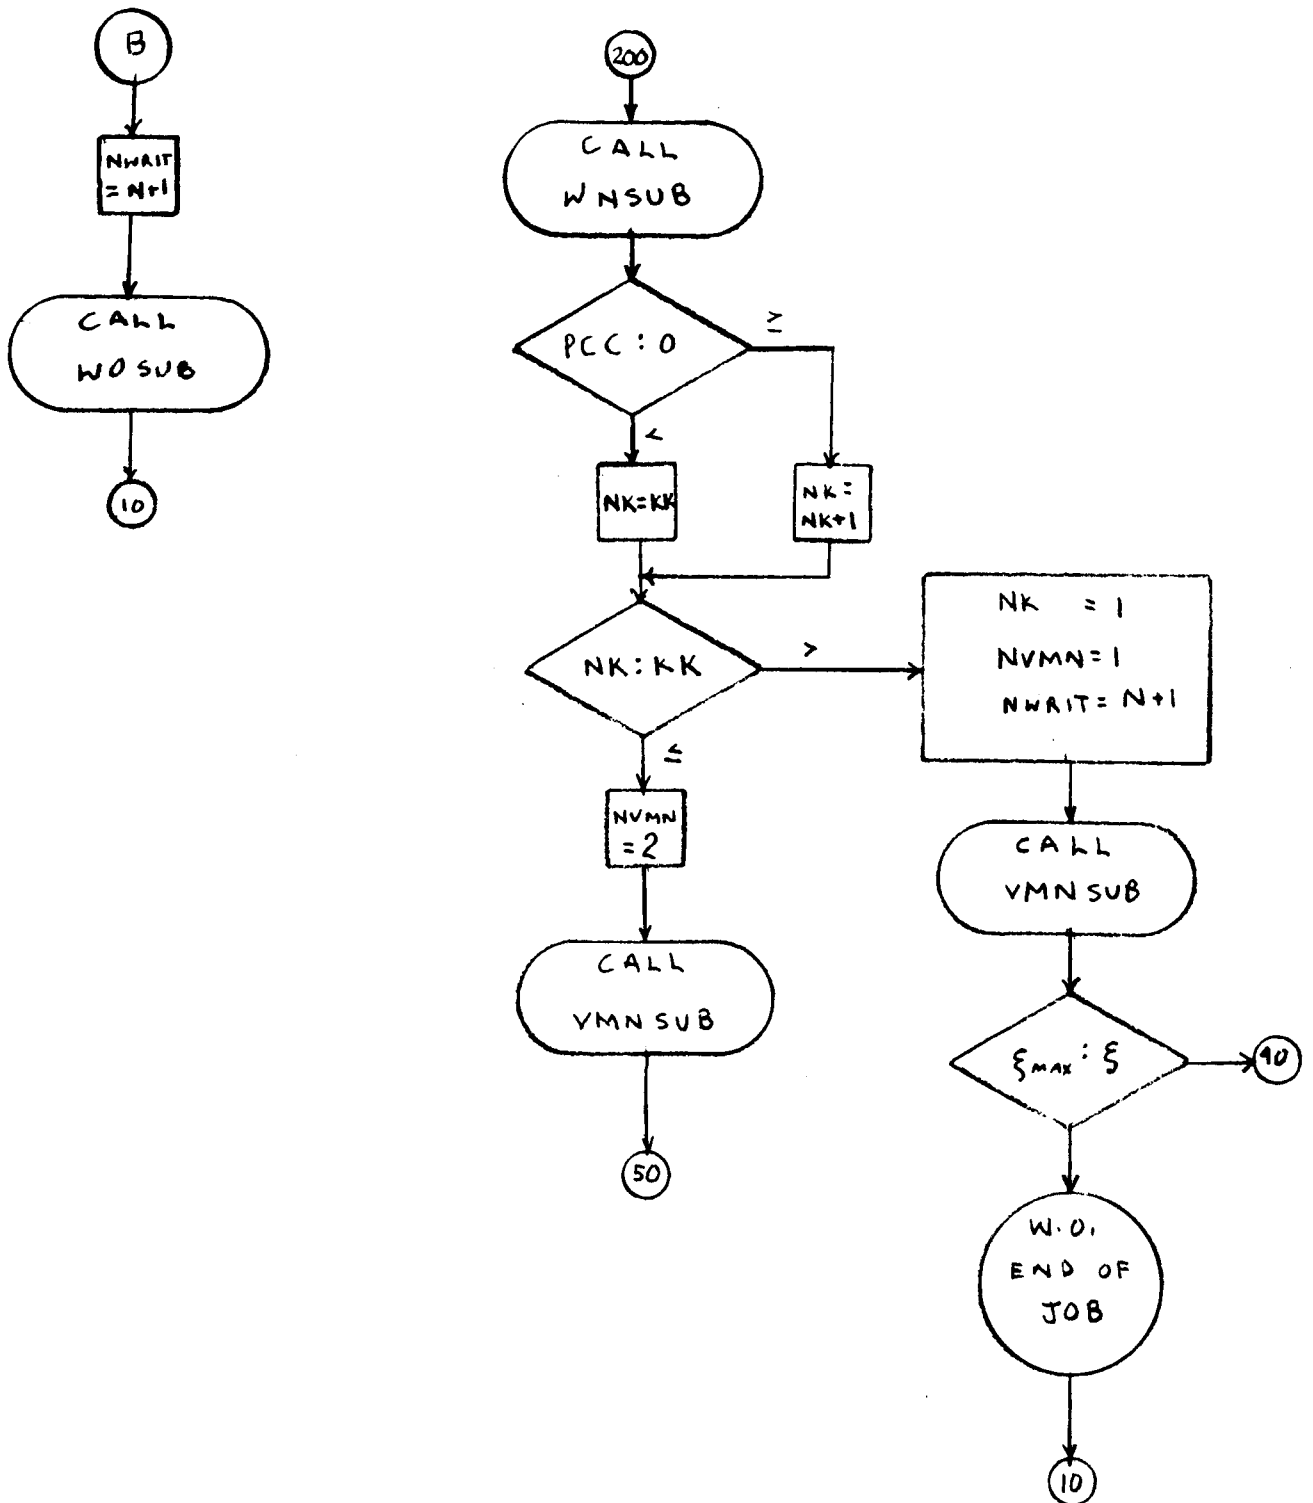 B
NWRIT
= N+1
CALL
WOSUB
10
200
CALL
WNSUB
PCC : 0
≥
<
NK=KK
NK=
NK+1
NK : KK
>
≤
NVMN
= 2
CALL
VMNSUB
50
NK = 1
NVMN = 1
NWRIT = N+1
CALL
VMNSUB
ξMAX : ξ
W.O.
END OF
JOB
10